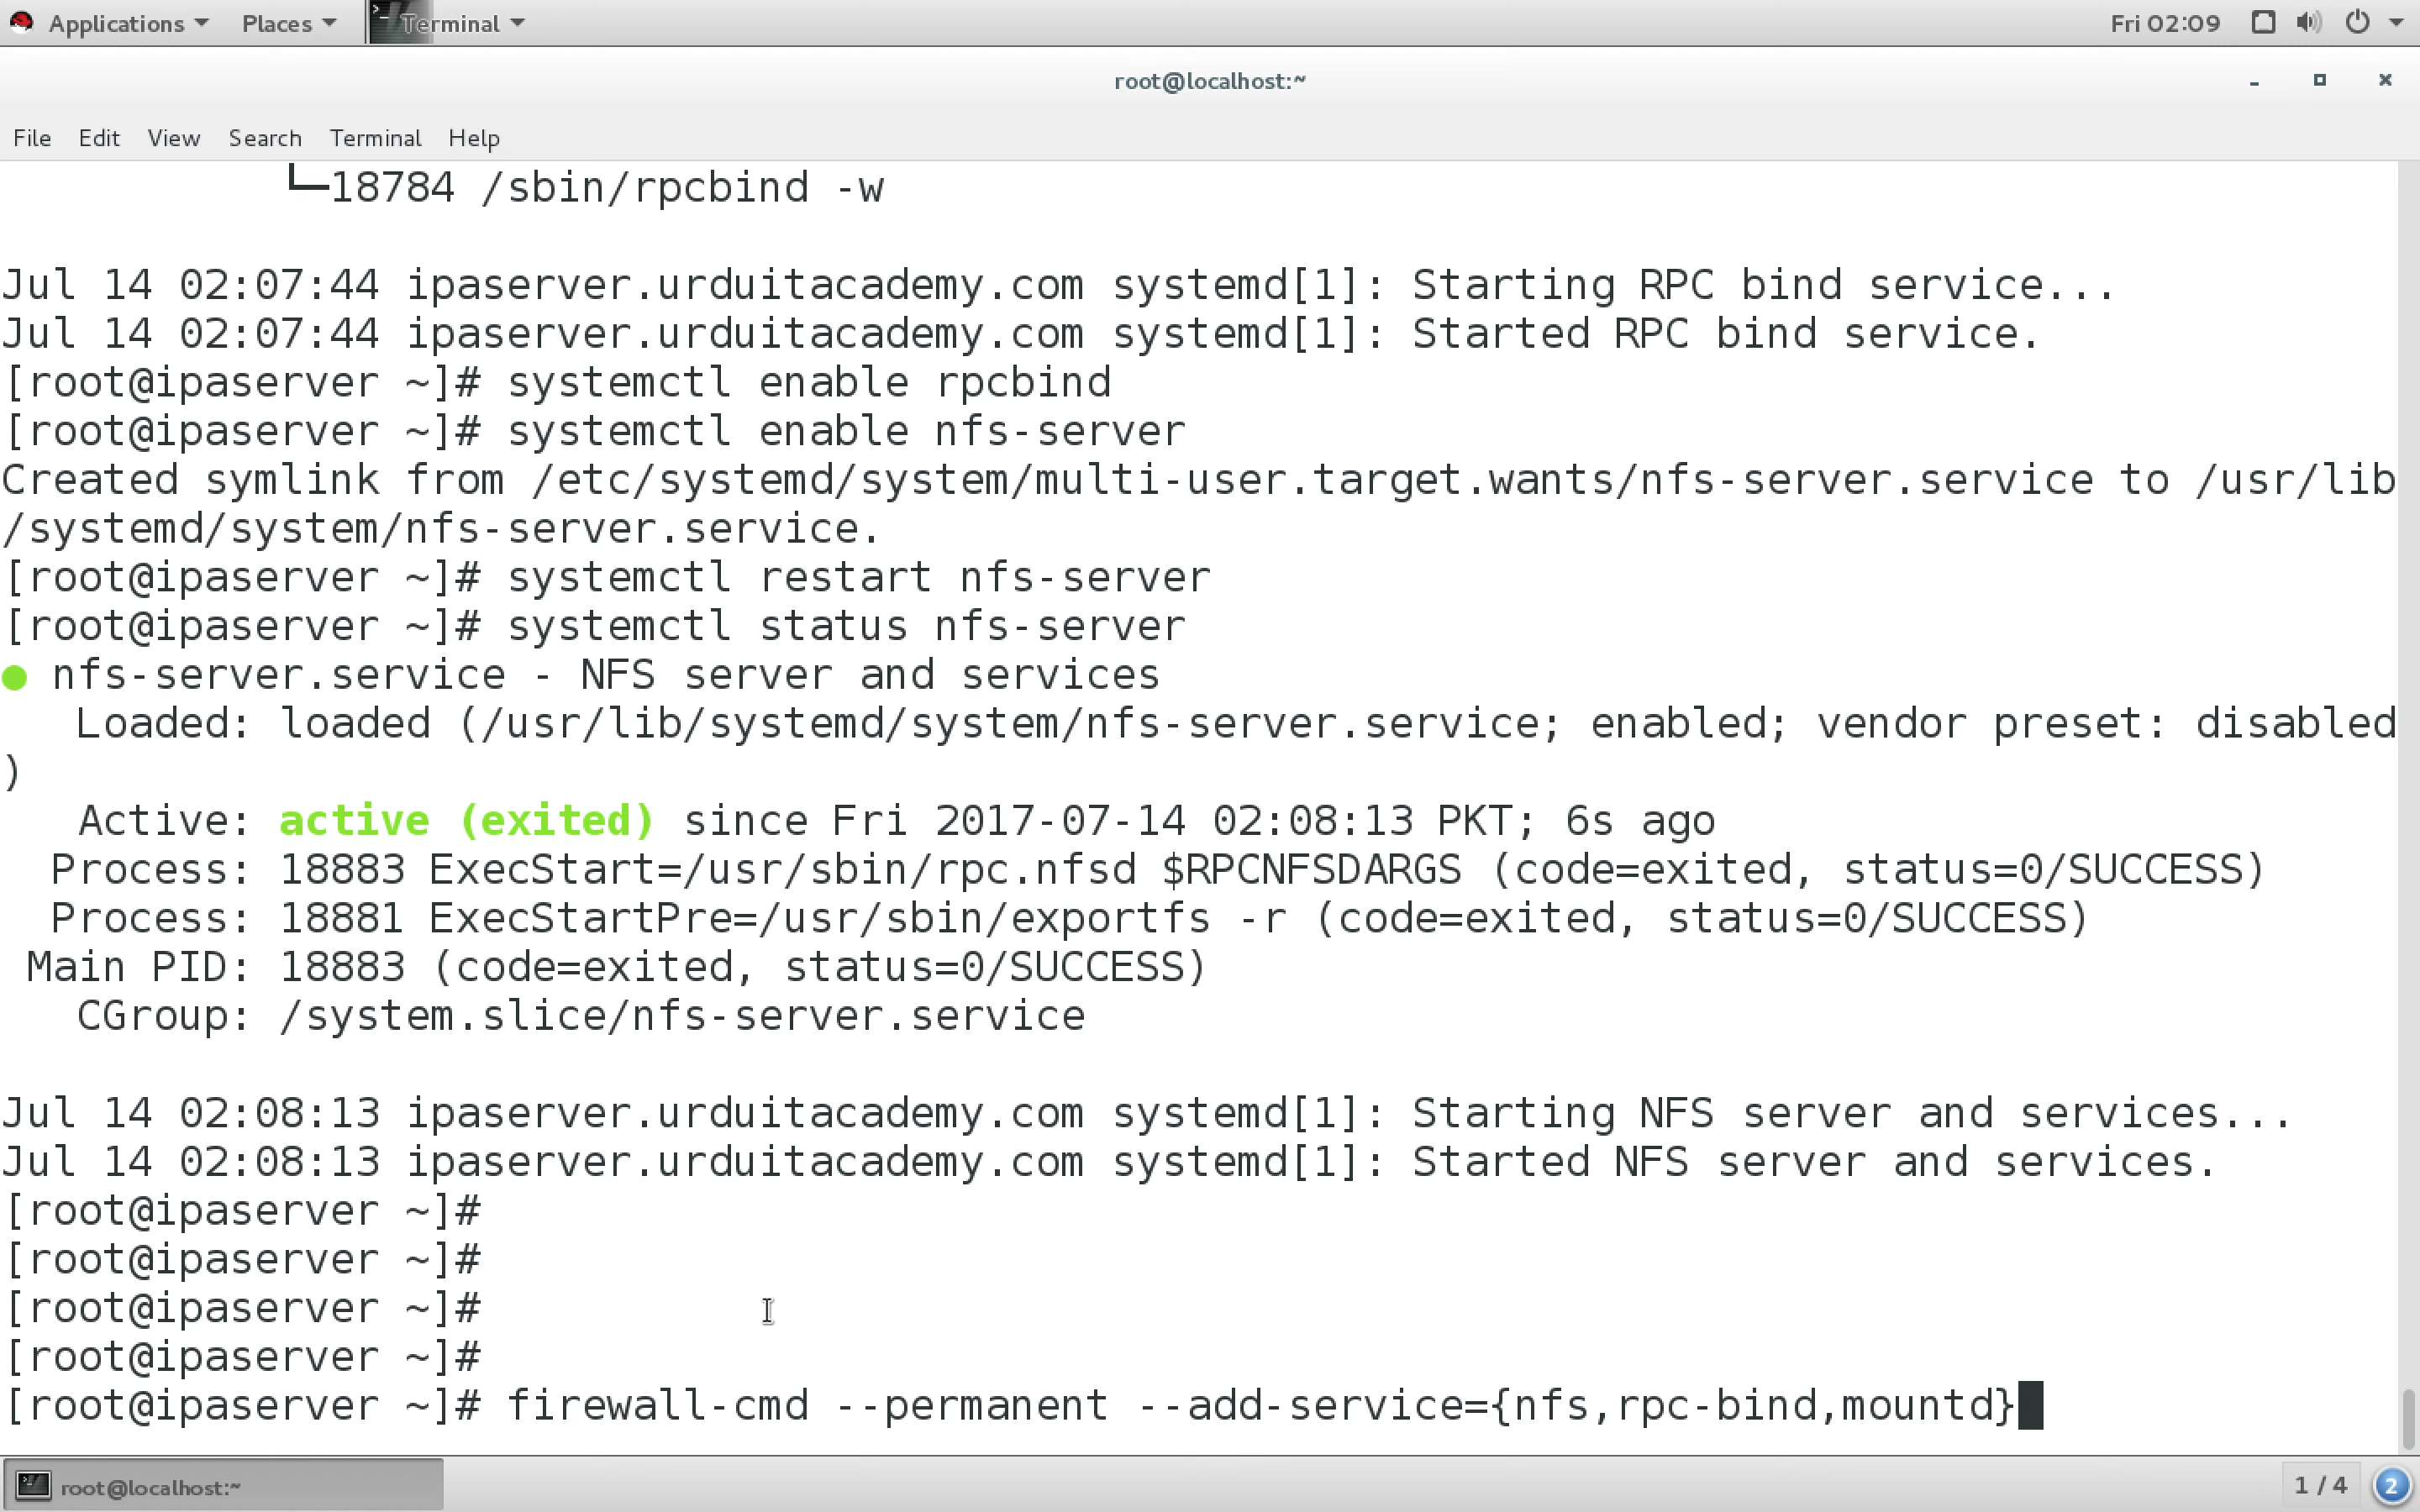 Applications Places Terminal Fri 02:09
root@localhost:~
File Edit View Search Terminal Help
└─18784 /sbin/rpcbind -w
Jul 14 02:07:44 ipaserver.urduitacademy.com systemd[1]: Starting RPC bind service...
Jul 14 02:07:44 ipaserver.urduitacademy.com systemd[1]: Started RPC bind service.
[root@ipaserver ~]# systemctl enable rpcbind
[root@ipaserver ~]# systemctl enable nfs-server
Created symlink from /etc/systemd/system/multi-user.target.wants/nfs-server.service to /usr/lib
/systemd/system/nfs-server.service.
[root@ipaserver ~]# systemctl restart nfs-server
[root@ipaserver ~]# systemctl status nfs-server
● nfs-server.service - NFS server and services
Loaded: loaded (/usr/lib/systemd/system/nfs-server.service; enabled; vendor preset: disabled
)
Active: active (exited) since Fri 2017-07-14 02:08:13 PKT; 6s ago
Process: 18883 ExecStart=/usr/sbin/rpc.nfsd $RPCNFSDARGS (code=exited, status=0/SUCCESS)
Process: 18881 ExecStartPre=/usr/sbin/exportfs -r (code=exited, status=0/SUCCESS)
Main PID: 18883 (code=exited, status=0/SUCCESS)
CGroup: /system.slice/nfs-server.service
Jul 14 02:08:13 ipaserver.urduitacademy.com systemd[1]: Starting NFS server and services...
Jul 14 02:08:13 ipaserver.urduitacademy.com systemd[1]: Started NFS server and services.
[root@ipaserver ~]#
[root@ipaserver ~]#
[root@ipaserver ~]#
[root@ipaserver ~]#
[root@ipaserver ~]# firewall-cmd --permanent --add-service={nfs,rpc-bind,mountd}
root@localhost:~ 1 / 4 2